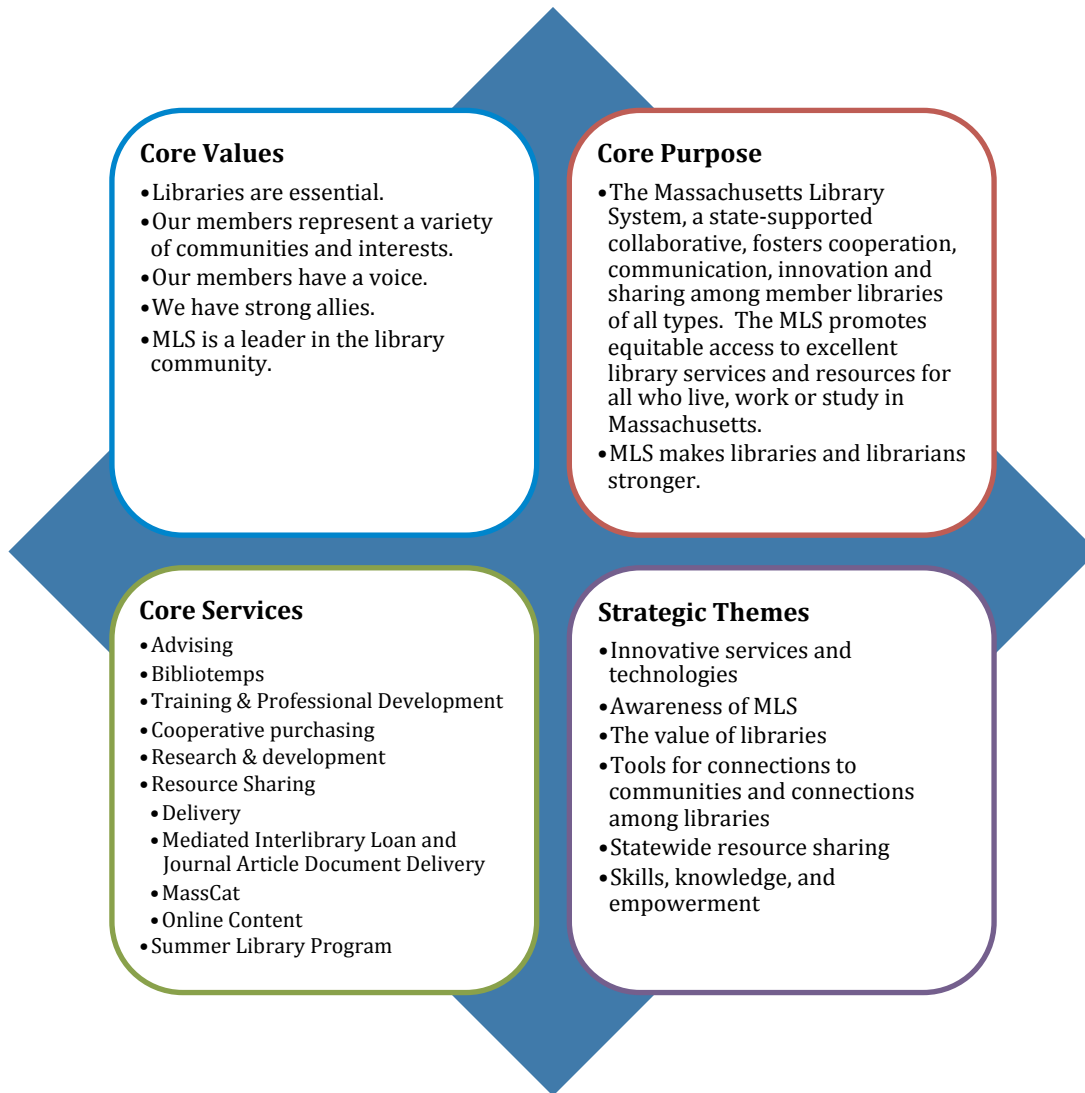 Core Values
•Libraries are essential.
•Our members represent a variety
of communities and interests.
•Our members have a voice.
•We have strong allies.
•MLS is a leader in the library
community.
Core Purpose
•The Massachusetts Library
System, a state-supported
collaborative, fosters cooperation,
communication, innovation and
sharing among member libraries
of all types.  The MLS promotes
equitable access to excellent
library services and resources for
all who live, work or study in
Massachusetts.
•MLS makes libraries and librarians
stronger.
Core Services
•Advising
•Bibliotemps
•Training & Professional Development
•Cooperative purchasing
•Research & development
•Resource Sharing
•Delivery
•Mediated Interlibrary Loan and
Journal Article Document Delivery
•MassCat
•Online Content
•Summer Library Program
Strategic Themes
•Innovative services and
technologies
•Awareness of MLS
•The value of libraries
•Tools for connections to
communities and connections
among libraries
•Statewide resource sharing
•Skills, knowledge, and
empowerment